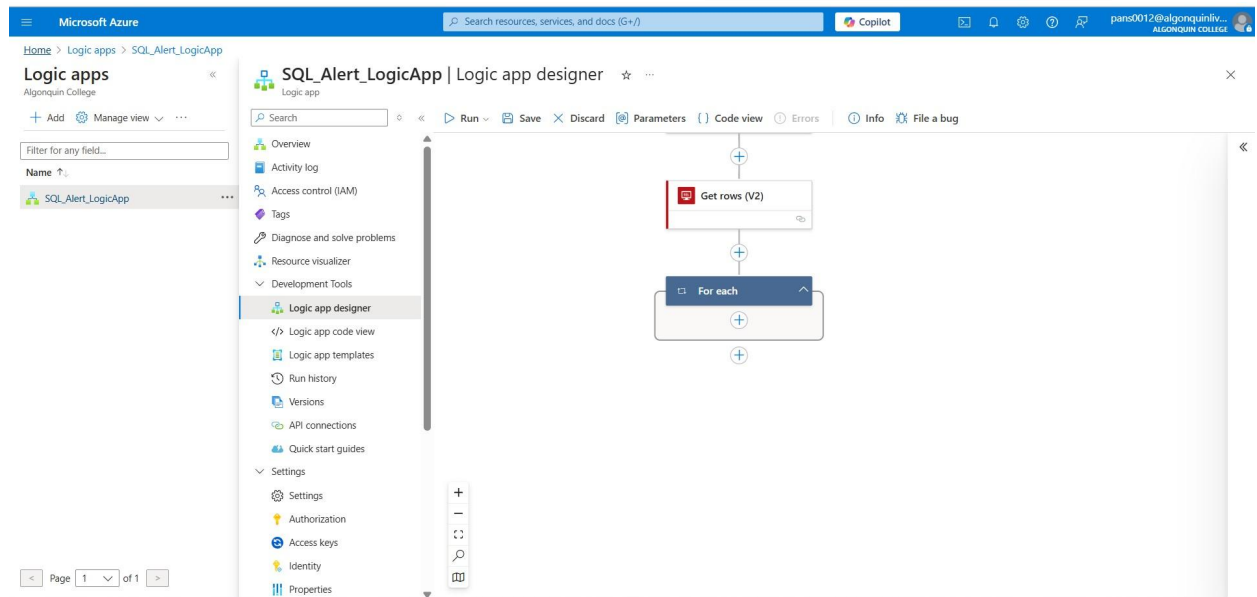 Microsoft Azure
Search resources, services, and docs (G+/)
Copilot
pans0012@algonquinliv...
ALGONQUIN COLLEGE
Home > Logic apps > SQL_Alert_LogicApp
Logic apps
Algonquin College
+ Add Manage view ...
Filter for any field...
Name ↑↓
SQL_Alert_LogicApp ...
Page 1 of 1
SQL_Alert_LogicApp | Logic app designer ...
Logic app
Search
Overview
Activity log
Access control (IAM)
Tags
Diagnose and solve problems
Resource visualizer
Development Tools
Logic app designer
</> Logic app code view
Logic app templates
Run history
Versions
API connections
Quick start guides
Settings
Settings
Authorization
Access keys
Identity
Properties
Run Save Discard Parameters Code view Errors Info File a bug
Get rows (V2)
For each